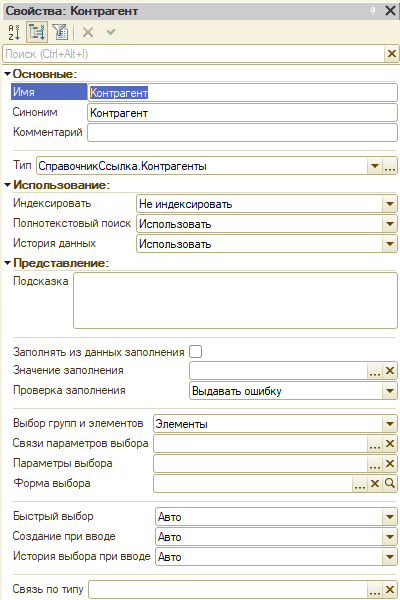 Свойства: Контрагент
Поиск (Ctrl+Alt+I)
Основные:
Имя Контрагент
Синоним Контрагент
Комментарий
Тип СправочникСсылка.Контрагенты
Использование:
Индексировать Не индексировать
Полнотекстовый поиск Использовать
История данных Использовать
Представление:
Подсказка
Заполнять из данных заполнения
Значение заполнения
Проверка заполнения Выдавать ошибку
Выбор групп и элементов Элементы
Связи параметров выбора
Параметры выбора
Форма выбора
Быстрый выбор Авто
Создание при вводе Авто
История выбора при вводе Авто
Связь по типу